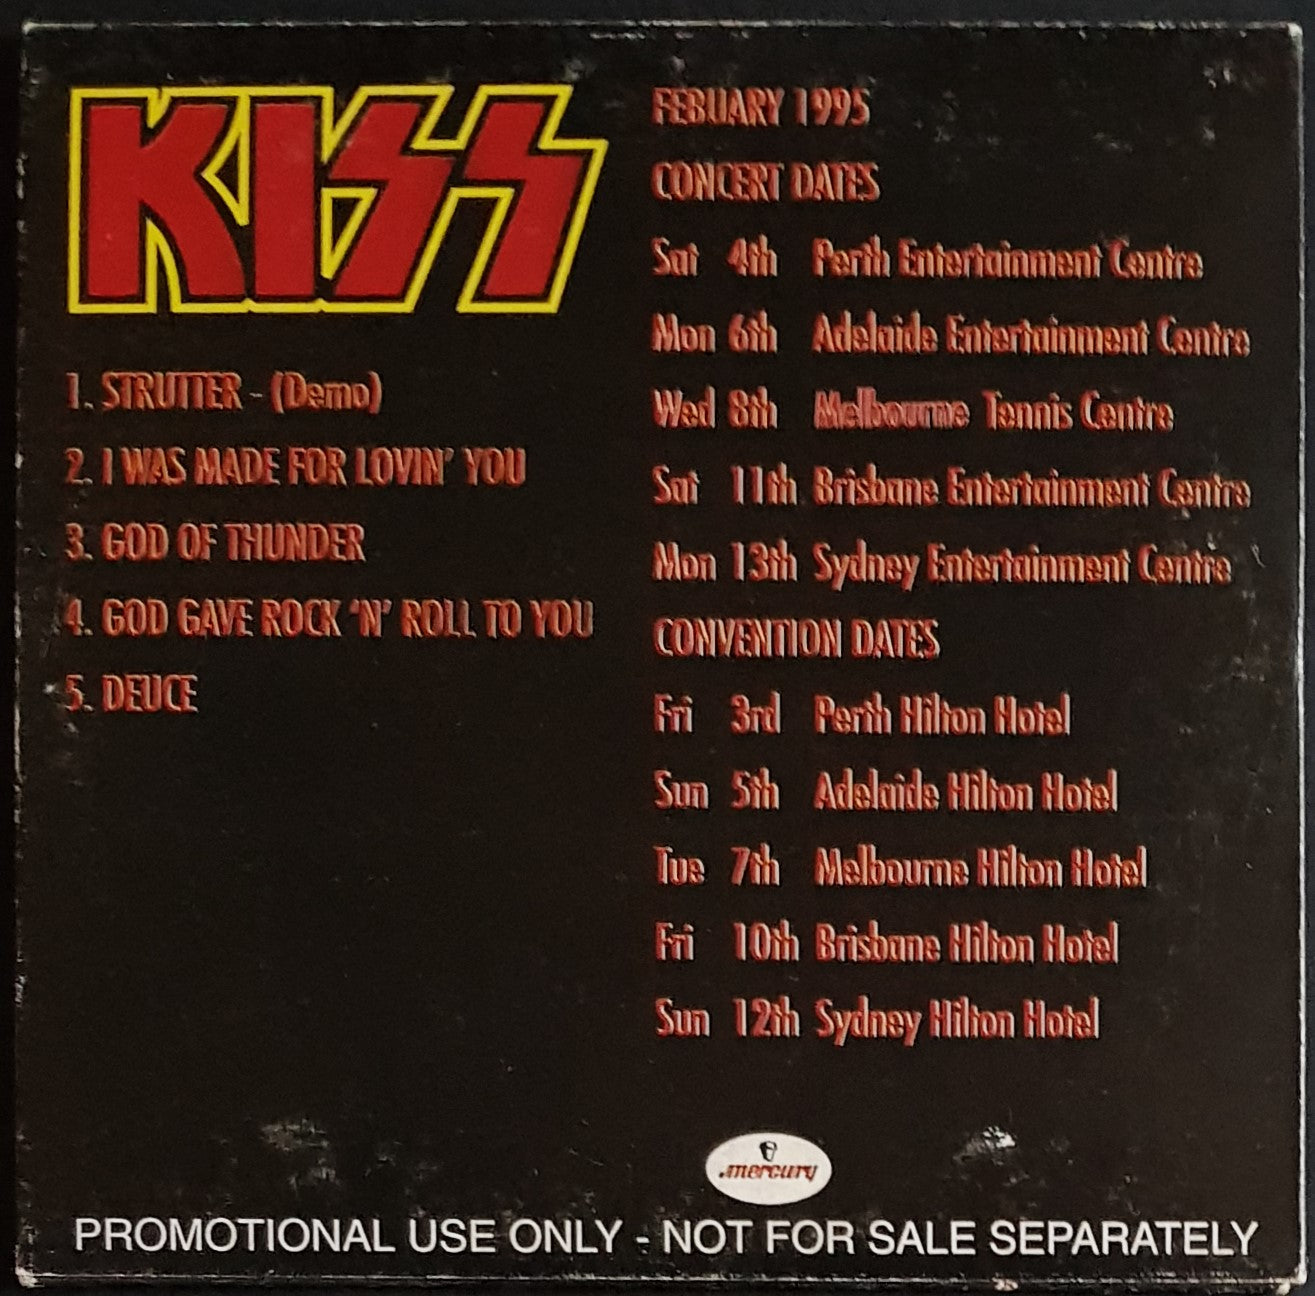 KISS
1. STRUTTER - (Demo)
2. I WAS MADE FOR LOVIN' YOU
3. GOD OF THUNDER
4. GOD GAVE ROCK 'N' ROLL TO YOU
5. DEUCE
FEBUARY 1995
CONCERT DATES
Sat 4th Perth Entertainment Centre
Mon 6th Adelaide Entertainment Centre
Wed 8th Melbourne Tennis Centre
Sat 11th Brisbane Entertainment Centre
Mon 13th Sydney Entertainment Centre
CONVENTION DATES
Fri 3rd Perth Hilton Hotel
Sun 5th Adelaide Hilton Hotel
Tue 7th Melbourne Hilton Hotel
Fri 10th Brisbane Hilton Hotel
Sun 12th Sydney Hilton Hotel
mercury
PROMOTIONAL USE ONLY - NOT FOR SALE SEPARATELY